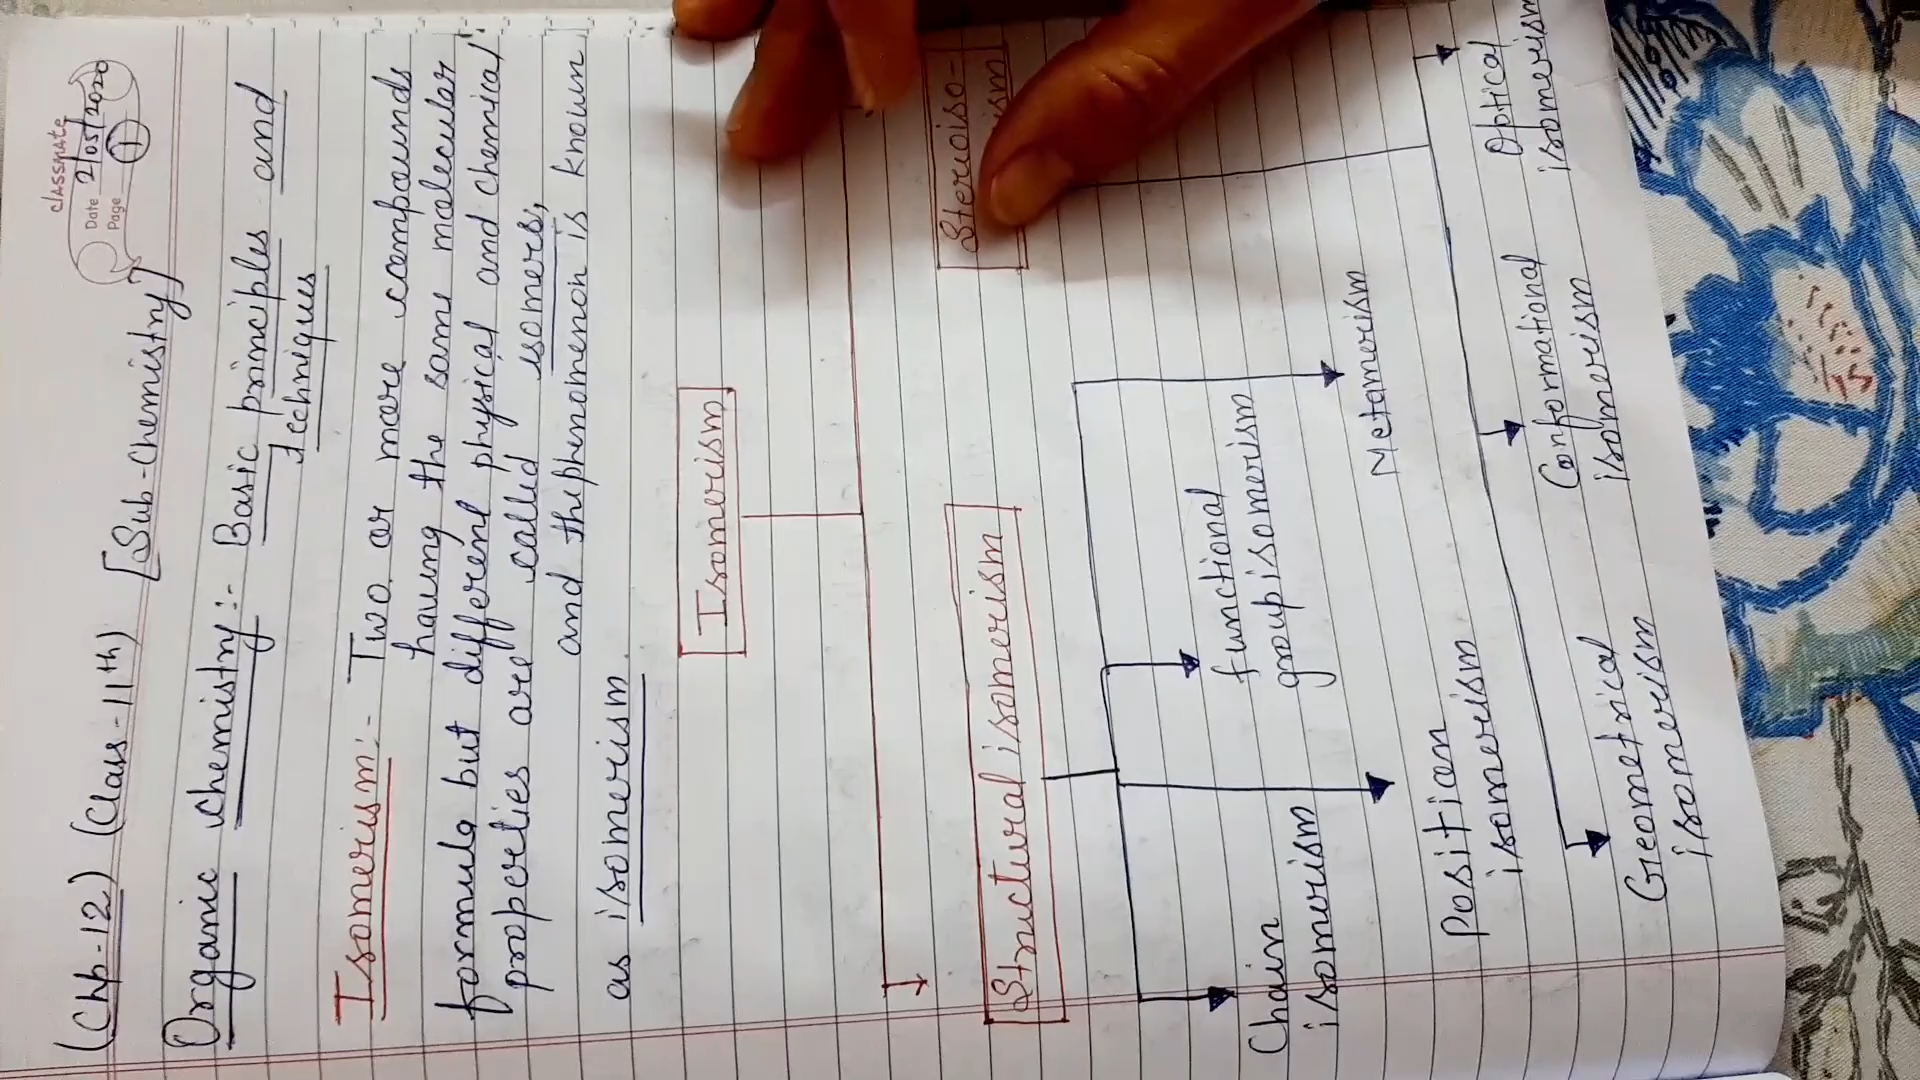 classmate
Date 2/05/2020
Page 1
(Chp-12) (Class-11th) [Sub-Chemistry]
Organic chemistry:- Basic principles and
techniques
Isomerism:- Two or more compounds
having the same molecular
formula but different physical and chemical
properties are called isomers,
and the phenomenon is known
as isomerism
Isomerism
Structural isomerism
Sterioiso-
ism
Chain
isomerism
Position
isomerism
functional
group isomerism
Metamerism
Geometrical
isomerism
Conformational
isomerism
Optical
isomerism